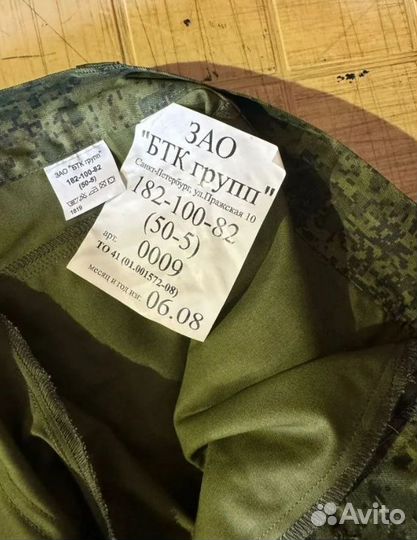 ЗАО "БТК групп"
182-100-82
(50-5)
1819
ЗАО
"БТК групп"
Санкт-Петербург, ул.Пражская 10
182-100-82
(50-5)
арт. 0009
ТО 41 (01.001572-08)
месяц и год изг. 06.08
Avito